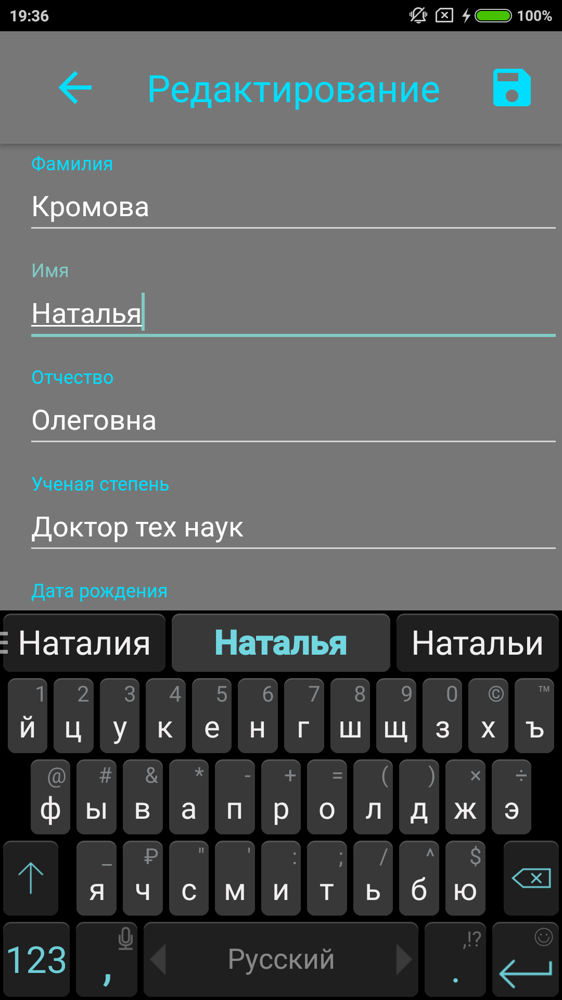 19:36 100%
Редактирование
Фамилия
Кромова
Имя
Наталья
Отчество
Олеговна
Ученая степень
Доктор тех наук
Дата рождения
Наталия Наталья Натальи
1 2 3 4 5 6 7 8 9 0 © ™
й ц у к е н г ш щ з х ъ
@ # & * - + = ( ) × ÷
ф ы в а п р о л д ж э
_ ₽ " ' : ; / ^ $
я ч с м и т ь б ю
,!?
123 , Русский .